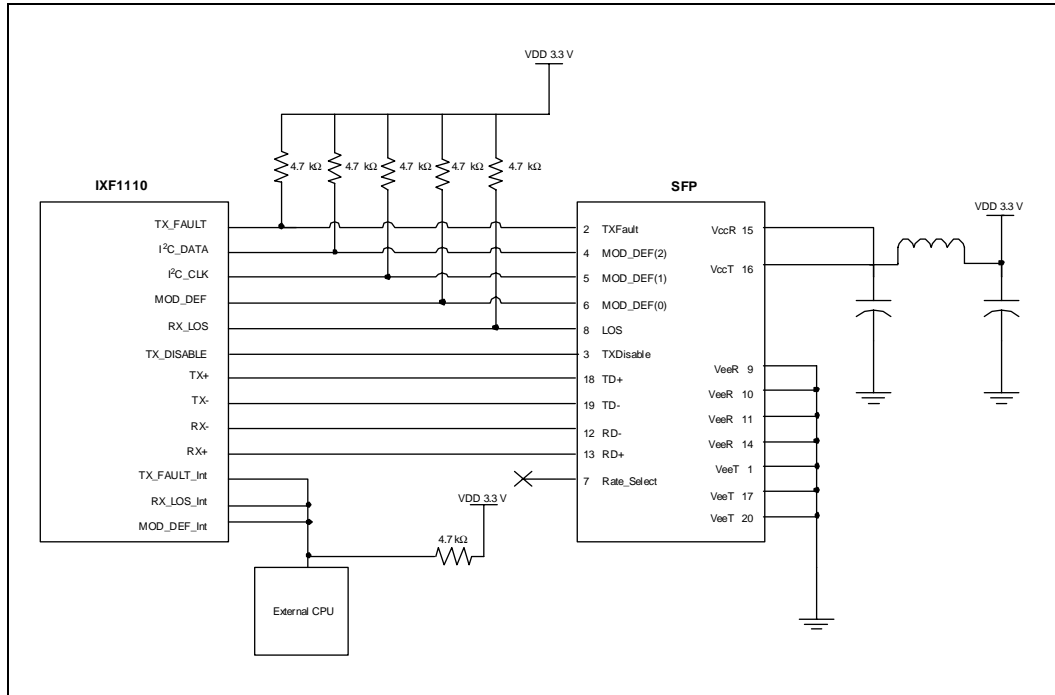 VDD 3.3 V
4.7 kΩ 4.7 kΩ 4.7 kΩ 4.7 kΩ 4.7 kΩ
IXF1110
TX_FAULT
I²C_DATA
I²C_CLK
MOD_DEF
RX_LOS
TX_DISABLE
TX+
TX-
RX-
RX+
TX_FAULT_Int
RX_LOS_Int
MOD_DEF_Int
SFP
2 TXFault
4 MOD_DEF(2)
5 MOD_DEF(1)
6 MOD_DEF(0)
8 LOS
3 TXDisable
18 TD+
19 TD-
12 RD-
13 RD+
7 Rate_Select
VccR 15
VccT 16
VeeR 9
VeeR 10
VeeR 11
VeeR 14
VeeT 1
VeeT 17
VeeT 20
VDD 3.3 V
VDD 3.3 V
4.7 kΩ
External CPU